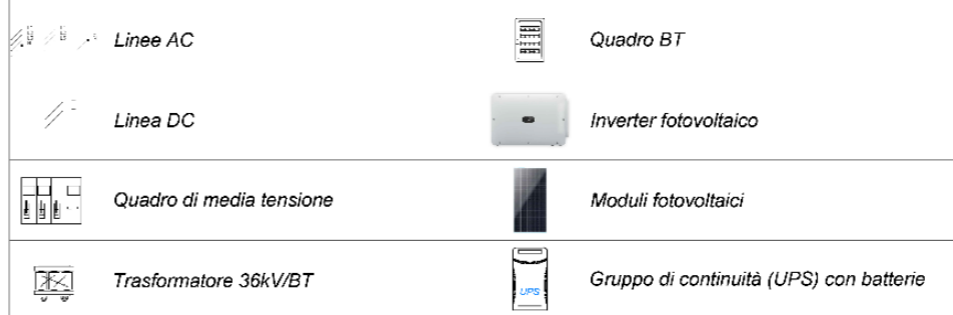 Linee AC
Quadro BT
Linea DC
Inverter fotovoltaico
Quadro di media tensione
Moduli fotovoltaici
Trasformatore 36kV/BT
UPS
Gruppo di continuità (UPS) con batterie